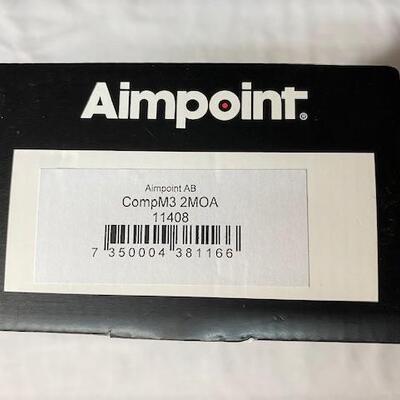 Aimpoint®
Aimpoint AB
CompM3 2MOA
11408
7 350004 381166